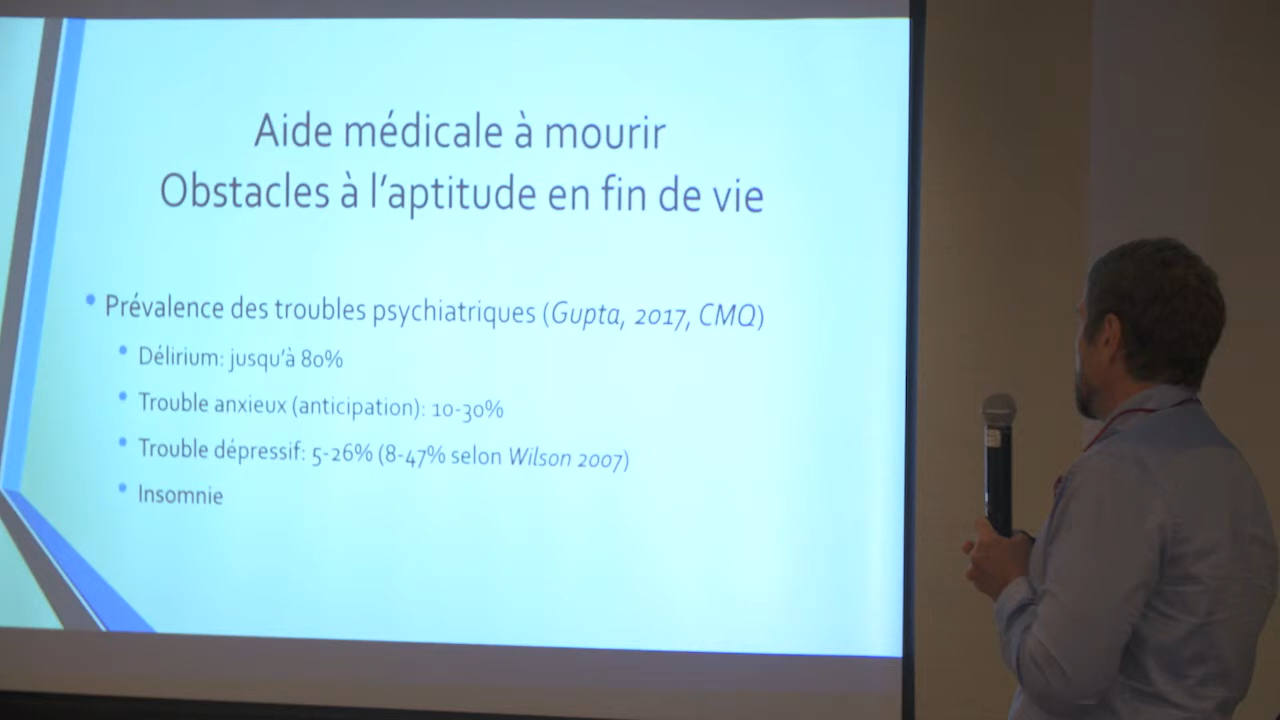 Aide médicale à mourir
Obstacles à l'aptitude en fin de vie
Prévalence des troubles psychiatriques (Gupta, 2017, CMQ)
Délirium: jusqu'à 80%
Trouble anxieux (anticipation): 10-30%
Trouble dépressif: 5-26% (8-47% selon Wilson 2007)
Insomnie